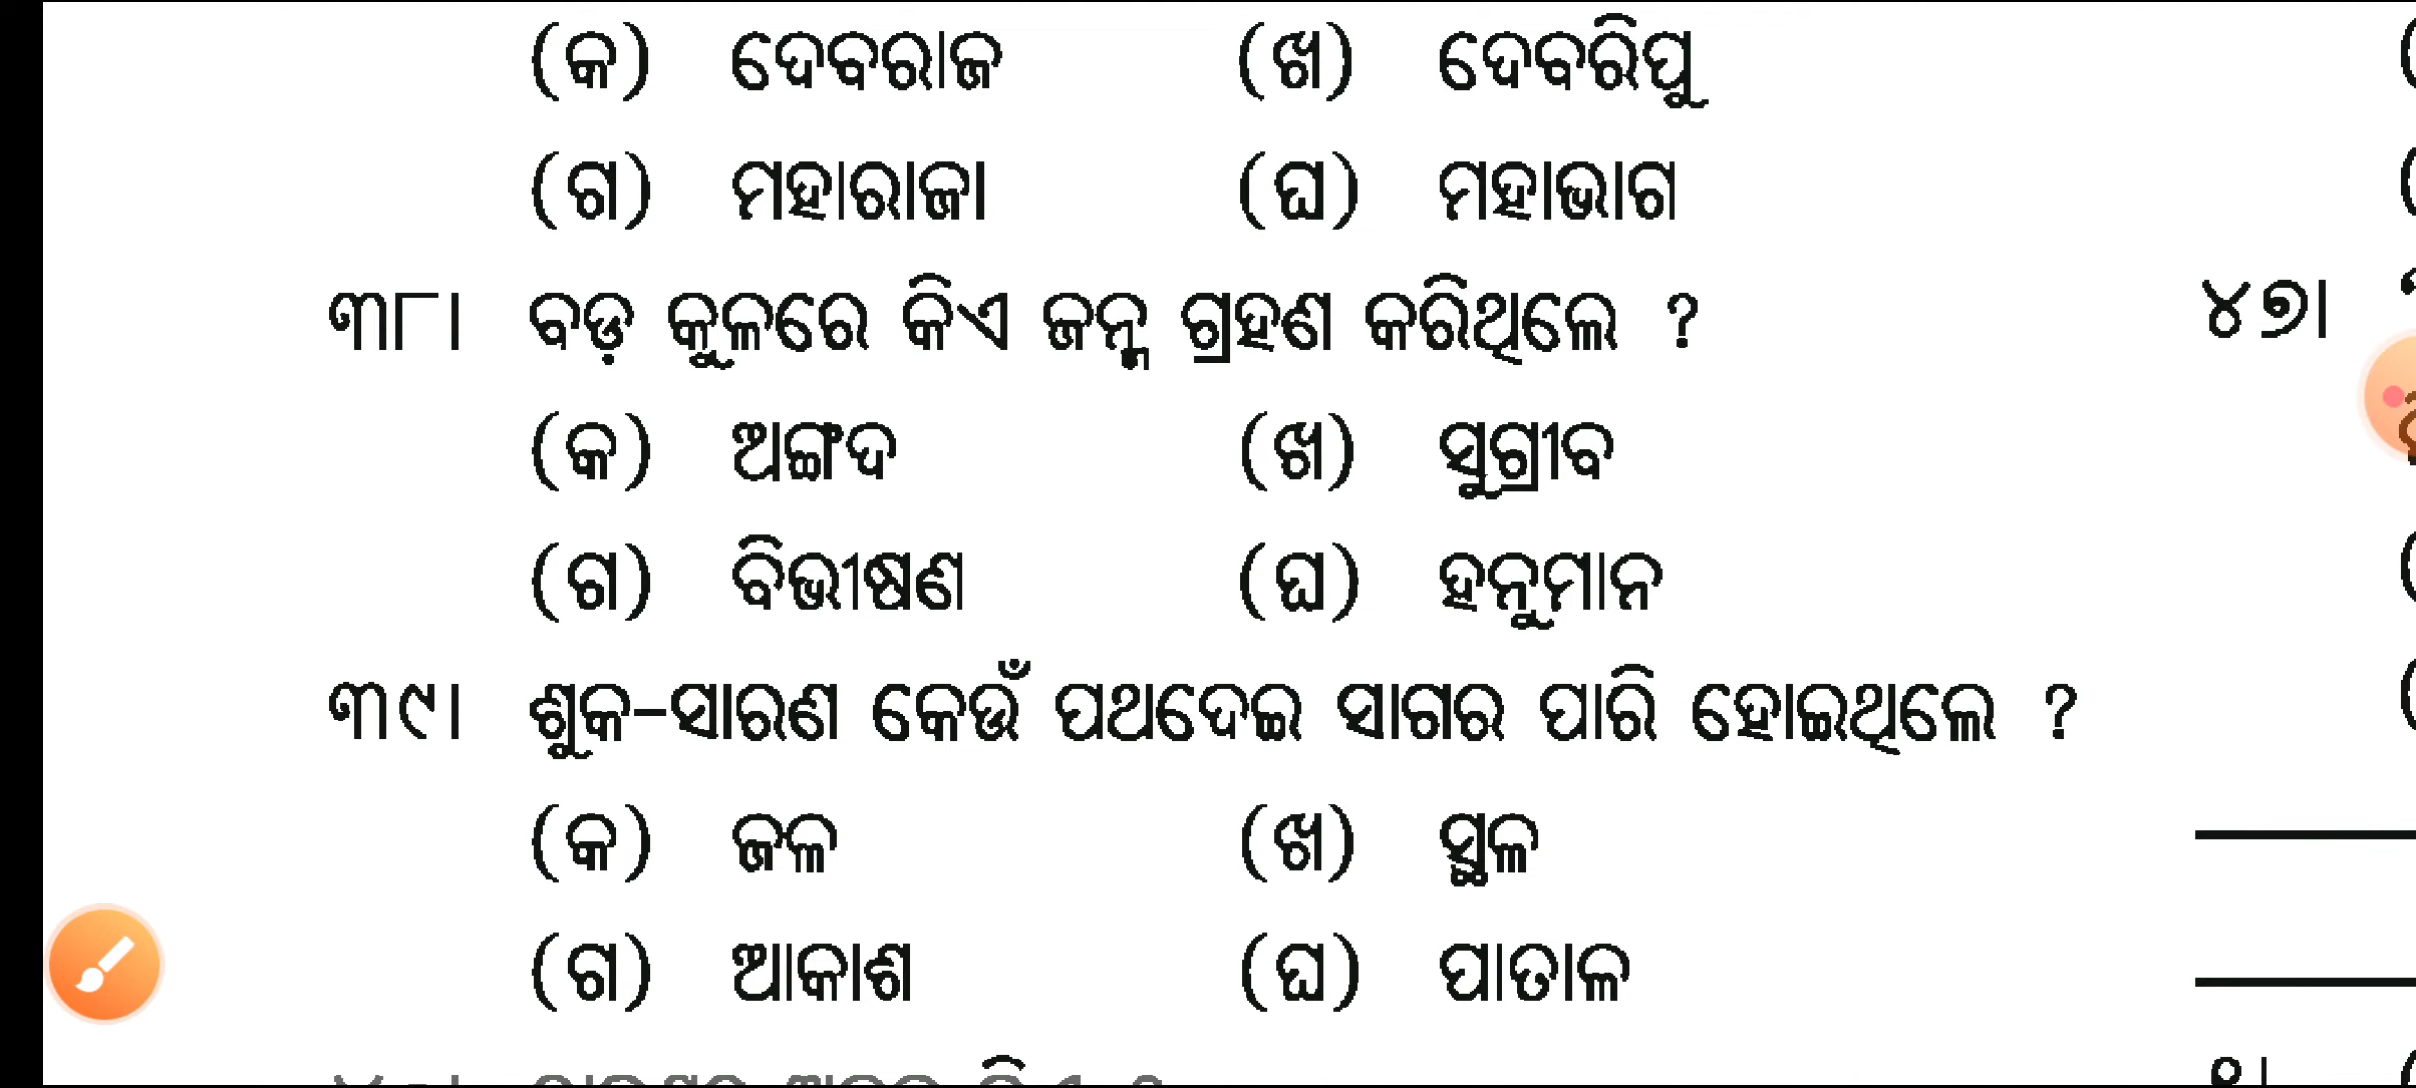 (କ) ଦେବରାଜ (ଖ) ଦେବରିପୁ
(ଗ) ମହାରାଜା (ଘ) ମହାଭାଗ
୩୮। ବଡ଼ କୁଳରେ କିଏ ଜନ୍ମ ଗ୍ରହଣ କରିଥିଲେ ?
(କ) ଅଙ୍ଗଦ (ଖ) ସୁଗ୍ରୀବ
(ଗ) ବିଭୀଷଣ (ଘ) ହନୁମାନ
୩୯। ଶୁକ-ସାରଣ କେଉଁ ପଥଦେଇ ସାଗର ପାରି ହୋଇଥିଲେ ?
(କ) ଜଳ (ଖ) ସ୍ଥଳ
(ଗ) ଆକାଶ (ଘ) ପାତାଳ
୪୭।